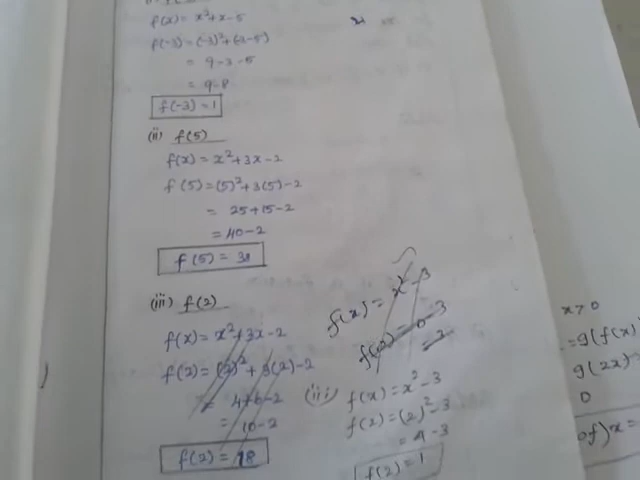 f(x) = x²+x-5
f(-3) = (-3)²+(-3-5)
= 9-3-5
= 9-8
f(-3) = 1
(ii) f(5)
f(x) = x²+3x-2
f(5) = (5)²+3(5)-2
= 25+15-2
= 40-2
f(5) = 38
(iii) f(2)
f(x) = x²+3x-2
f(2) = (2)²+3(2)-2
= 4+6-2
= 10-2
f(2) = 18
f(x) = x-3
(iii) f(x) = x²-3
f(2) = (2)²-3
= 4-3
f(2) = 1
x>0
=g(f(x)
g(2x)=
0
of)x=